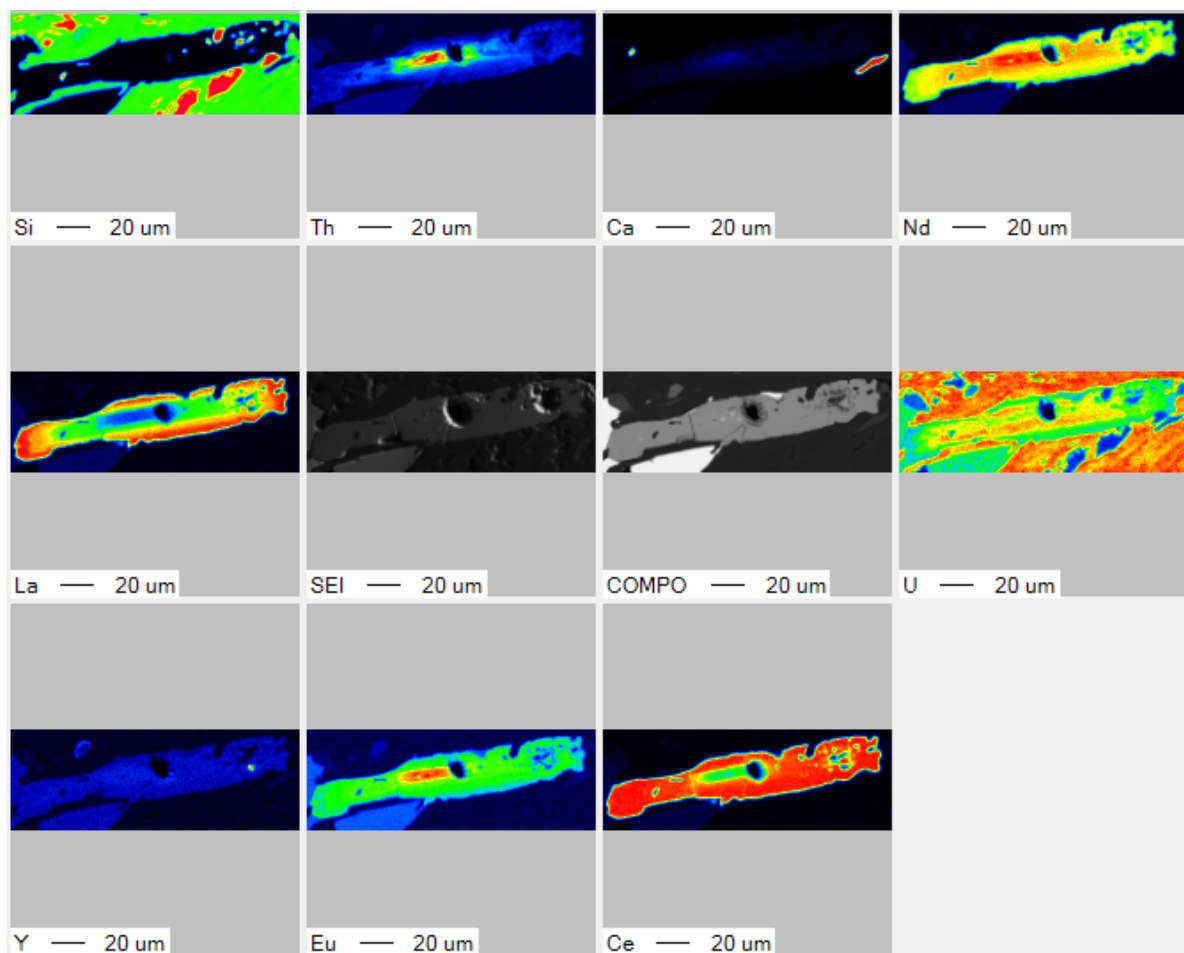 Si — 20 um
Th — 20 um
Ca — 20 um
Nd — 20 um
La — 20 um
SEI — 20 um
COMPO — 20 um
U — 20 um
Y — 20 um
Eu — 20 um
Ce — 20 um